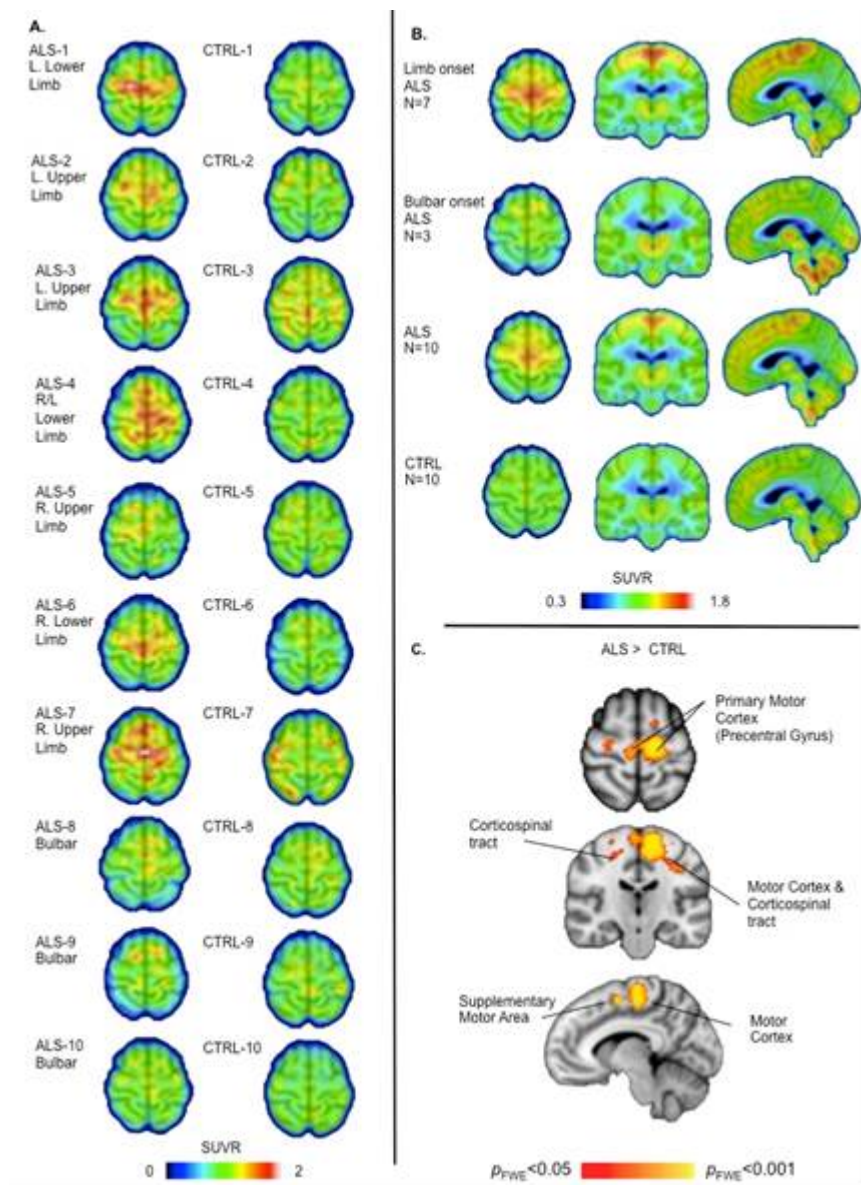 A.
ALS-1
L. Lower
Limb
CTRL-1
ALS-2
L. Upper
Limb
CTRL-2
ALS-3
L. Upper
Limb
CTRL-3
ALS-4
R/L
Lower
Limb
CTRL-4
ALS-5
R. Upper
Limb
CTRL-5
ALS-6
R. Lower
Limb
CTRL-6
ALS-7
R. Upper
Limb
CTRL-7
ALS-8
Bulbar
CTRL-8
ALS-9
Bulbar
CTRL-9
ALS-10
Bulbar
CTRL-10
SUVR
0 2
B.
Limb onset
ALS
N=7
Bulbar onset
ALS
N=3
ALS
N=10
CTRL
N=10
SUVR
0.3 1.8
C.
ALS > CTRL
Primary Motor
Cortex
(Precentral Gyrus)
Corticospinal
tract
Motor Cortex &
Corticospinal
tract
Supplementary
Motor Area
Motor
Cortex
pFWE<0.05 pFWE<0.001